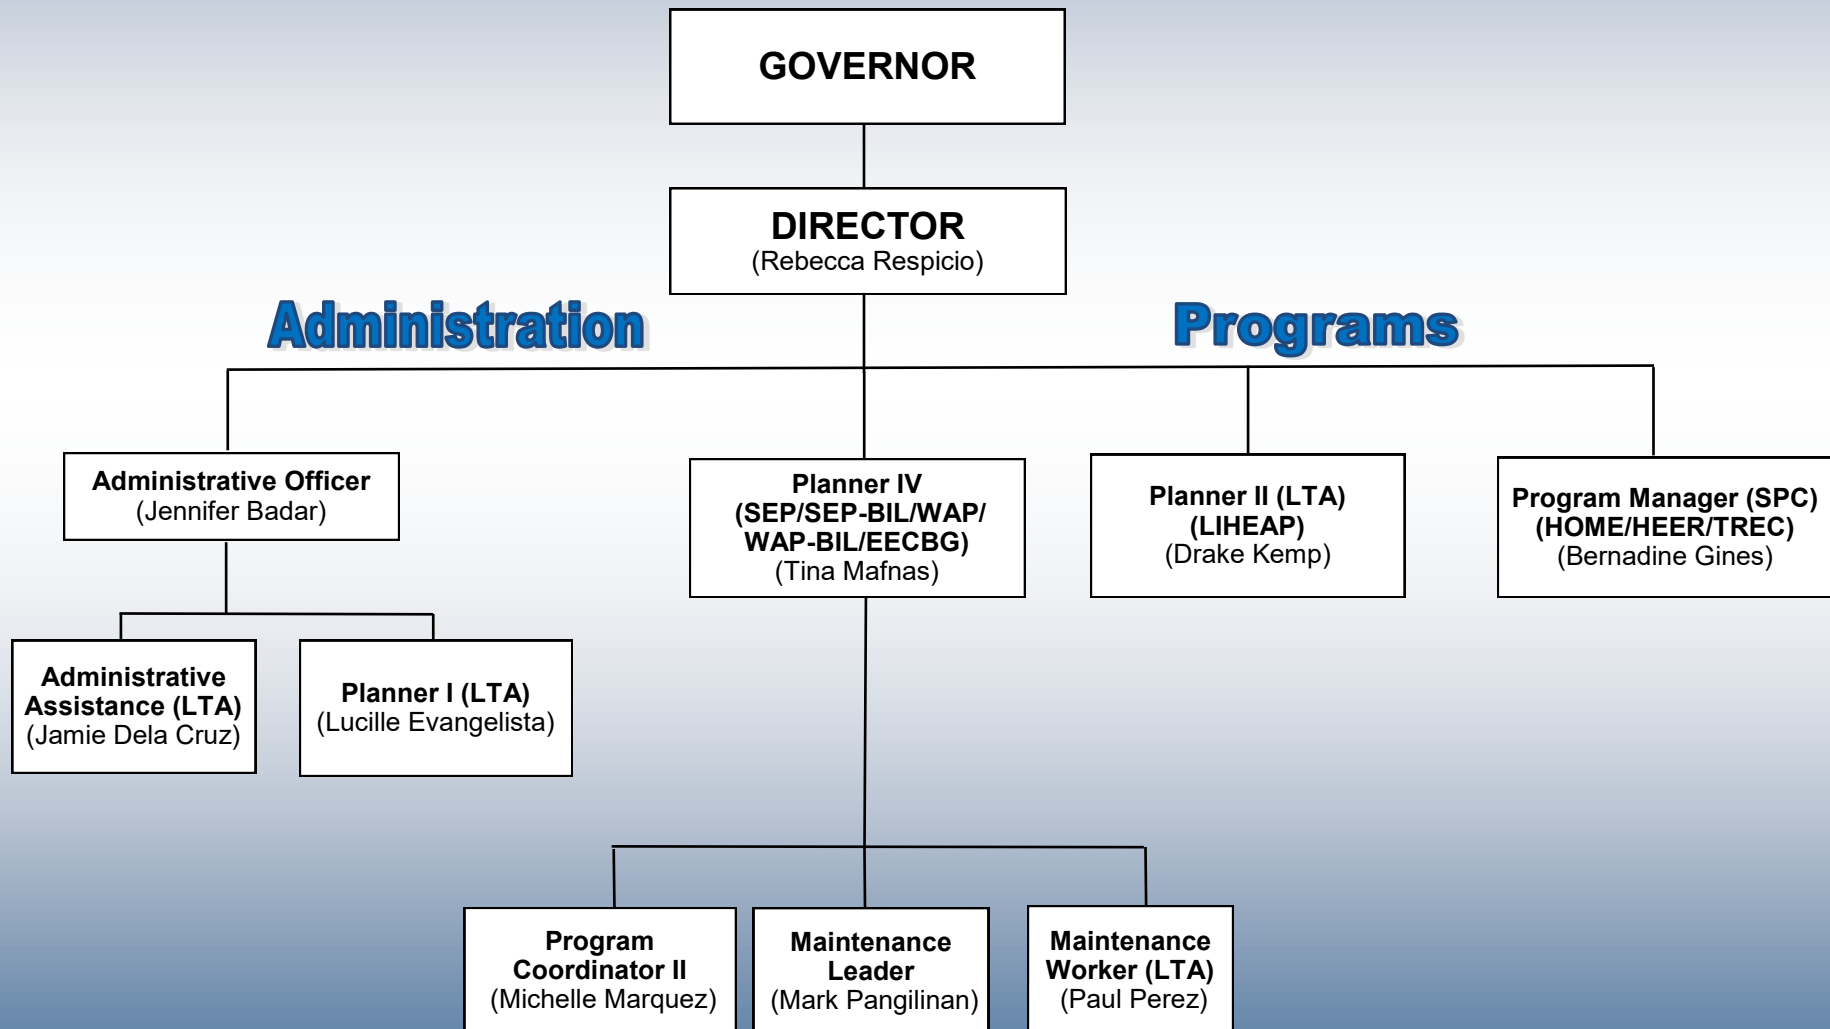 GOVERNOR
DIRECTOR
(Rebecca Respicio)
Administration
Programs
Administrative Officer
(Jennifer Badar)
Planner IV
(SEP/SEP-BIL/WAP/
WAP-BIL/EECBG)
(Tina Mafnas)
Planner II (LTA)
(LIHEAP)
(Drake Kemp)
Program Manager (SPC)
(HOME/HEER/TREC)
(Bernadine Gines)
Administrative
Assistance (LTA)
(Jamie Dela Cruz)
Planner I (LTA)
(Lucille Evangelista)
Program
Coordinator II
(Michelle Marquez)
Maintenance
Leader
(Mark Pangilinan)
Maintenance
Worker (LTA)
(Paul Perez)